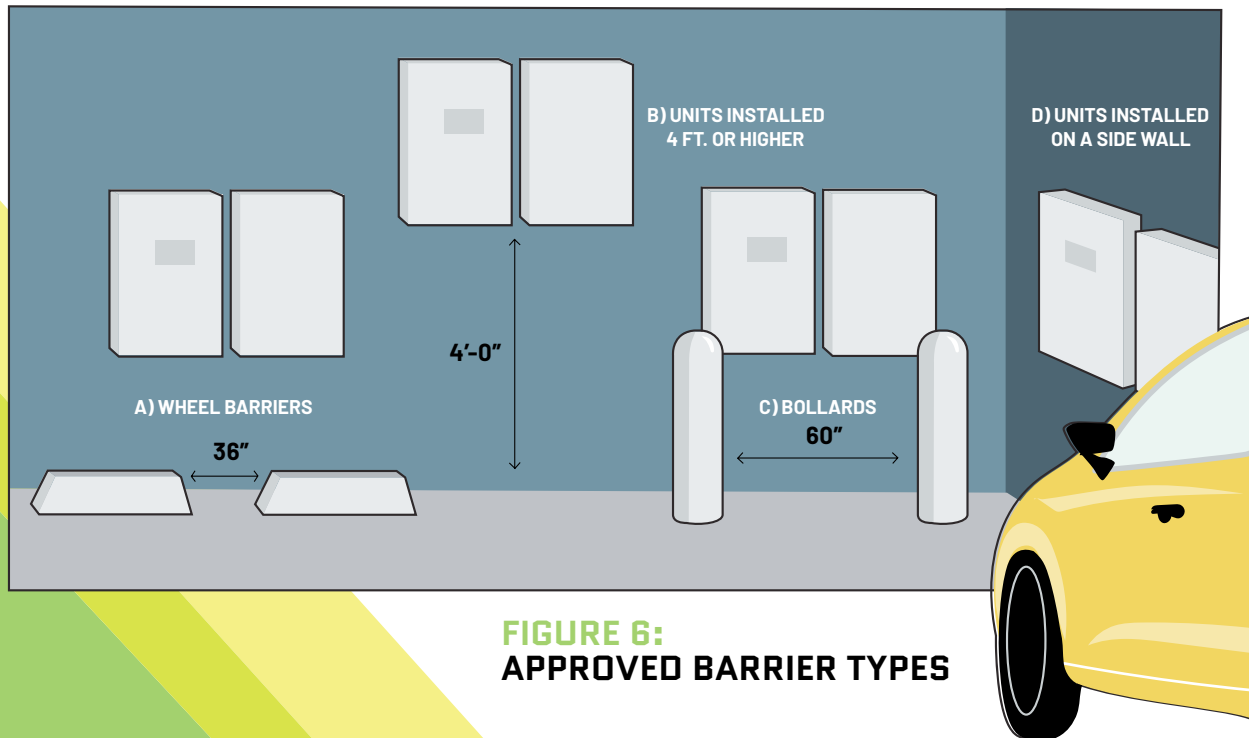 B) UNITS INSTALLED
4 FT. OR HIGHER
D) UNITS INSTALLED
ON A SIDE WALL
4’-0”
A) WHEEL BARRIERS
36”
C) BOLLARDS
60”
FIGURE 6:
APPROVED BARRIER TYPES